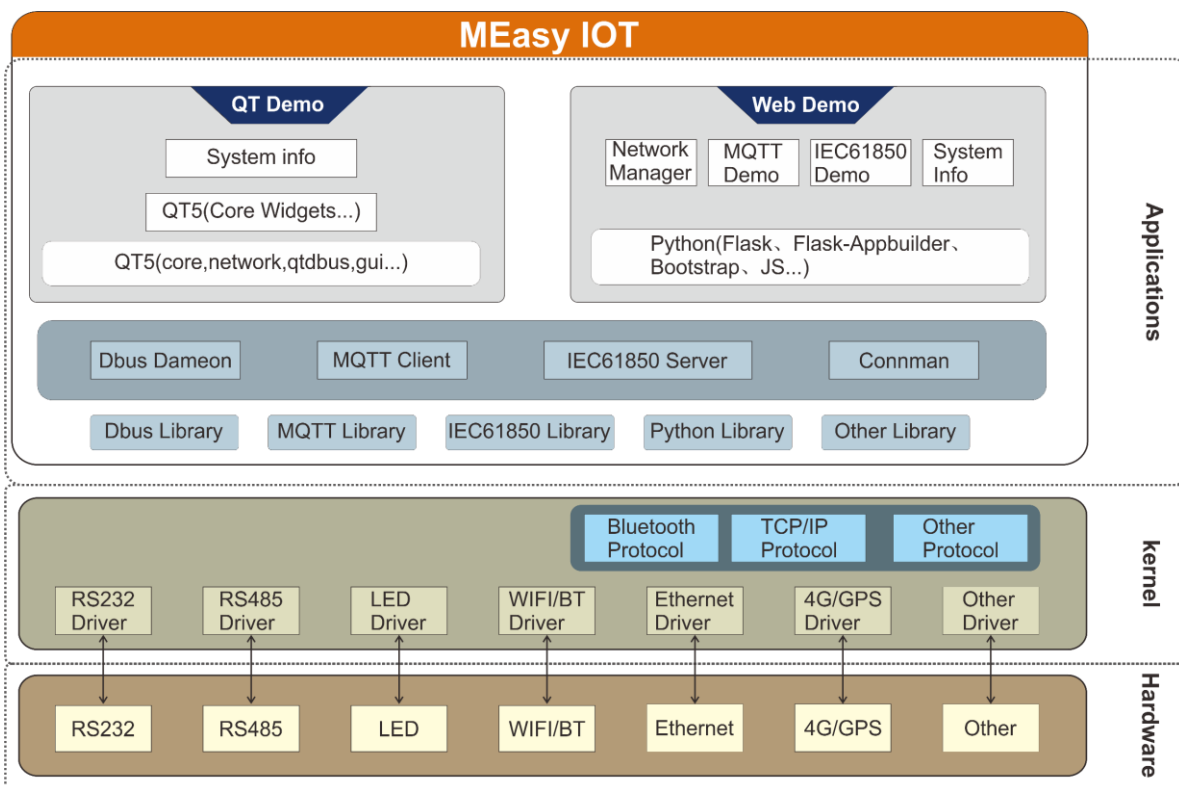 MEasy IOT
QT Demo
System info
QT5(Core Widgets...)
QT5(core,network,qtdbus,gui...)
Web Demo
Network
Manager
MQTT
Demo
IEC61850
Demo
System
Info
Python(Flask、Flask-Appbuilder、
Bootstrap、JS...)
Dbus Dameon
MQTT Client
IEC61850 Server
Connman
Dbus Library
MQTT Library
IEC61850 Library
Python Library
Other Library
Applications
Bluetooth
Protocol
TCP/IP
Protocol
Other
Protocol
RS232
Driver
RS485
Driver
LED
Driver
WIFI/BT
Driver
Ethernet
Driver
4G/GPS
Driver
Other
Driver
kernel
RS232
RS485
LED
WIFI/BT
Ethernet
4G/GPS
Other
Hardware